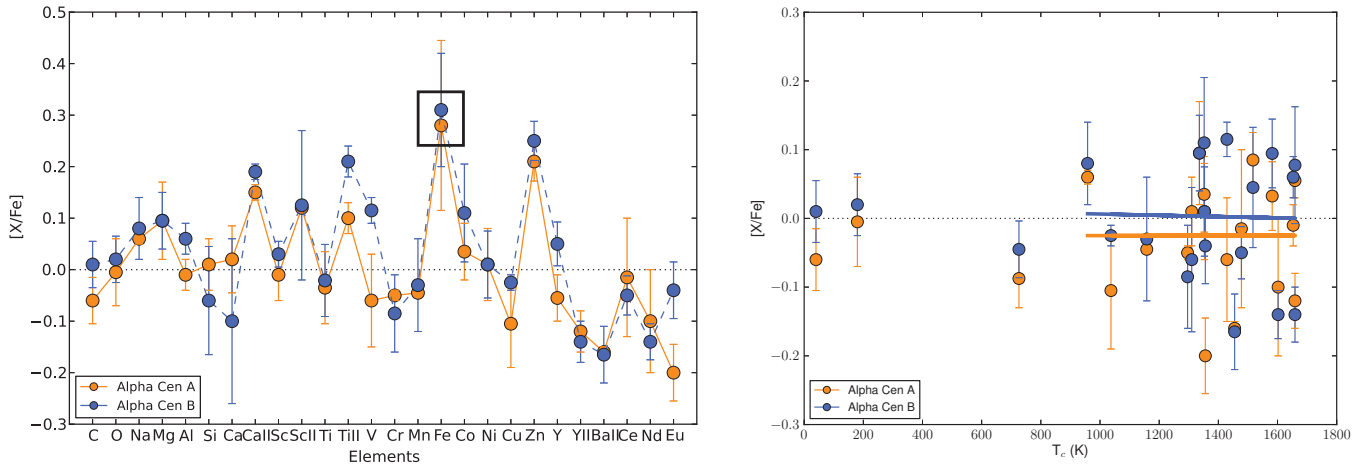 0.5
0.4
0.3
0.2
0.1
0.0
−0.1
−0.2
−0.3
[X/Fe]
Alpha Cen A
Alpha Cen B
C O Na Mg Al Si Ca CaII Sc ScII Ti TiII V Cr Mn Fe Co Ni Cu Zn Y YII BaII Ce Nd Eu
Elements
0.3
0.2
0.1
0.0
−0.1
−0.2
−0.3
[X/Fe]
Alpha Cen A
Alpha Cen B
0 200 400 600 800 1000 1200 1400 1600 1800
T_c (K)